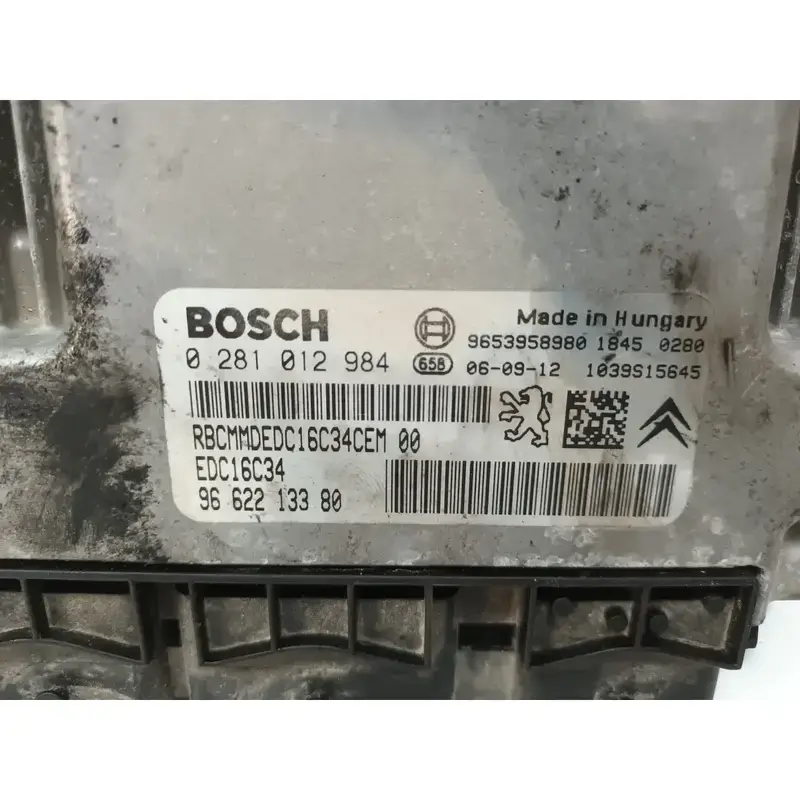 BOSCH
Made in Hungary
9653958980 1845 0280
0 281 012 984 658 06-09-12 1039S15645
RBCMMDEDC16C34CEM 00
EDC16C34
96 622 133 80